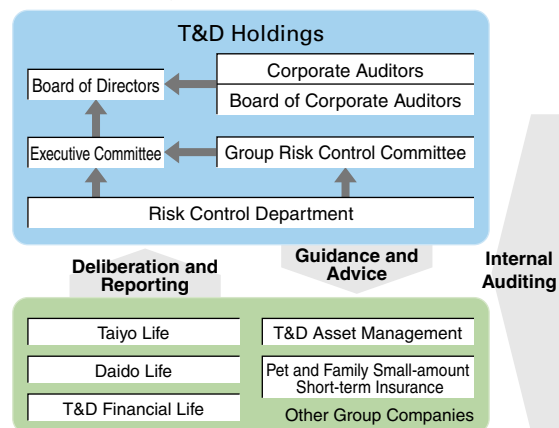 T&D Holdings
Corporate Auditors
Board of Directors
Board of Corporate Auditors
Executive Committee
Group Risk Control Committee
Risk Control Department
Deliberation and
Reporting
Guidance and
Advice
Internal
Auditing
Taiyo Life
T&D Asset Management
Daido Life
Pet and Family Small-amount
Short-term Insurance
T&D Financial Life
Other Group Companies